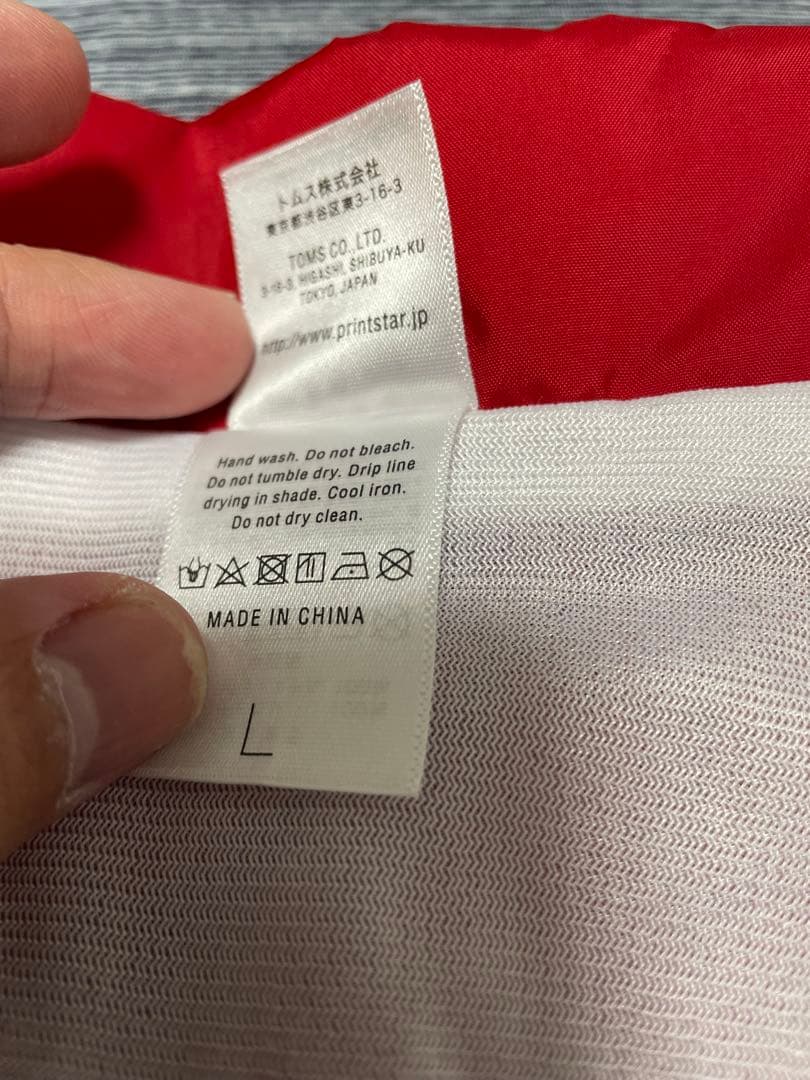 トムス株式会社
東京都渋谷区東3-16-3
TOMS CO., LTD.
3-16-3, HIGASHI, SHIBUYA-KU
TOKYO, JAPAN
http://www.printstar.jp
Hand wash. Do not bleach.
Do not tumble dry. Drip line
drying in shade. Cool iron.
Do not dry clean.
MADE IN CHINA
L